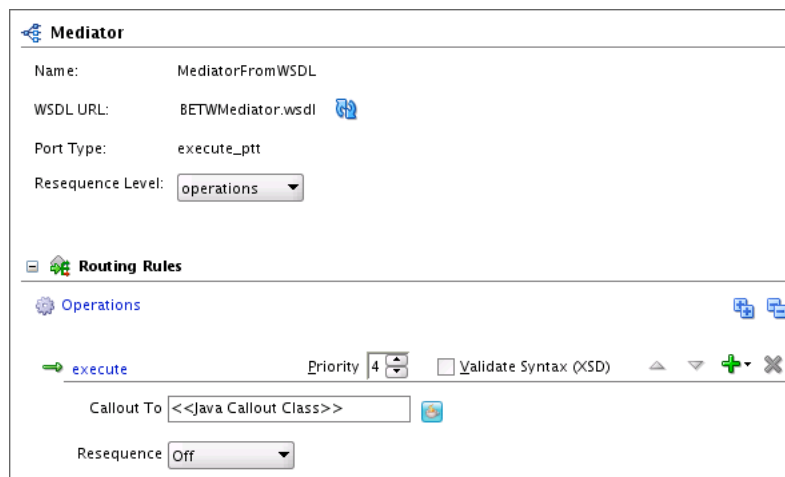 Mediator
Name: MediatorFromWSDL
WSDL URL: BETWMediator.wsdl
Port Type: execute_ptt
Resequence Level: operations
Routing Rules
Operations
execute Priority 4 Validate Syntax (XSD)
Callout To <<Java Callout Class>>
Resequence Off